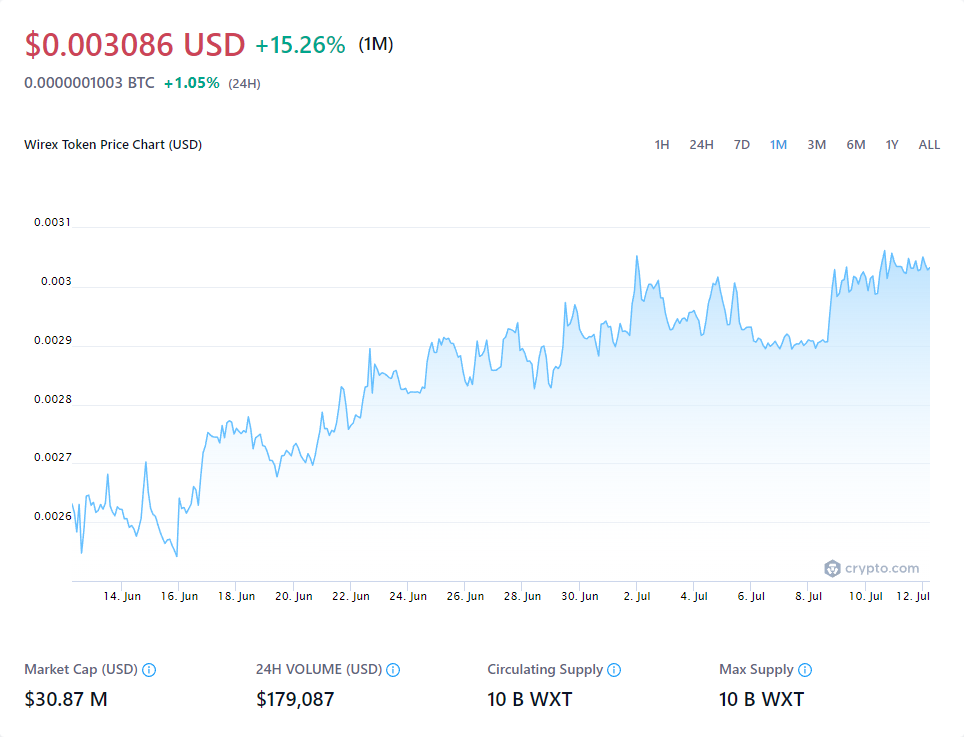 $0.003086 USD +15.26% (1M)
0.0000001003 BTC +1.05% (24H)
Wirex Token Price Chart (USD) 1H 24H 7D 1M 3M 6M 1Y ALL
0.0031
0.003
0.0029
0.0028
0.0027
0.0026
crypto.com
14. Jun 16. Jun 18. Jun 20. Jun 22. Jun 24. Jun 26. Jun 28. Jun 30. Jun 2. Jul 4. Jul 6. Jul 8. Jul 10. Jul 12. Jul
Market Cap (USD) 24H VOLUME (USD) Circulating Supply Max Supply
$30.87 M $179,087 10 B WXT 10 B WXT